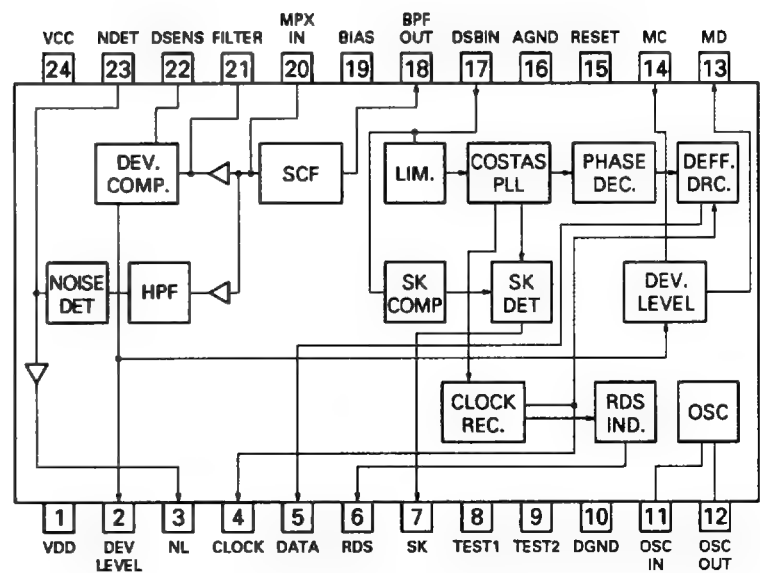 VCC NDET DSENS FILTER MPX IN BIAS BPF OUT DSBIN AGND RESET MC MD
24 23 22 21 20 19 18 17 16 15 14 13
DEV. COMP.
SCF
LIM.
COSTAS PLL
PHASE DEC.
DEFF. DRC.
NOISE DET
HPF
SK COMP
SK DET
DEV. LEVEL
CLOCK REC.
RDS IND.
OSC
1 2 3 4 5 6 7 8 9 10 11 12
VDD DEV LEVEL NL CLOCK DATA RDS SK TEST1 TEST2 DGND OSC IN OSC OUT